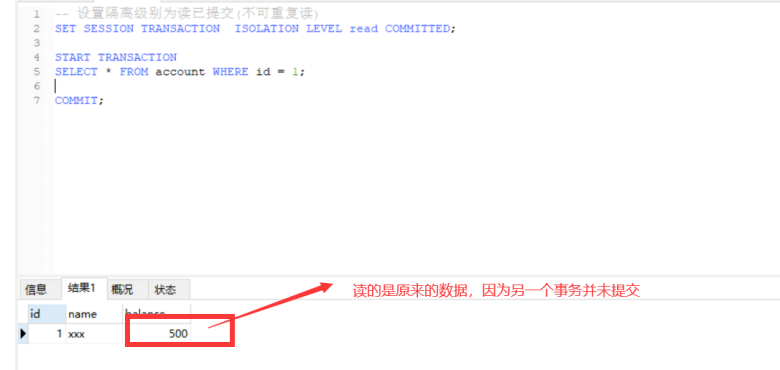 1 -- 设置隔离级别为读已提交(不可重复读)
2 SET SESSION TRANSACTION  ISOLATION LEVEL read COMMITTED;
3
4 START TRANSACTION
5 SELECT * FROM account WHERE id = 1;
6
7 COMMIT;
信息 结果1 概况 状态
读的是原来的数据，因为另一个事务并未提交
id name balance
1 xxx 500